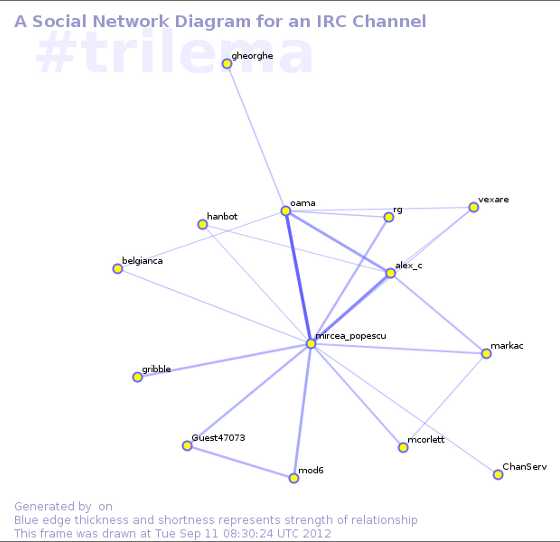 A Social Network Diagram for an IRC Channel
#trilema
gheorghe
oama
vexare
rg
hanbot
belgianca
alex_c
mircea_popescu
markac
gribble
Guest47073
mcorlett
mod6
ChanServ
Generated by  on
Blue edge thickness and shortness represents strength of relationship
This frame was drawn at Tue Sep 11 08:30:24 UTC 2012